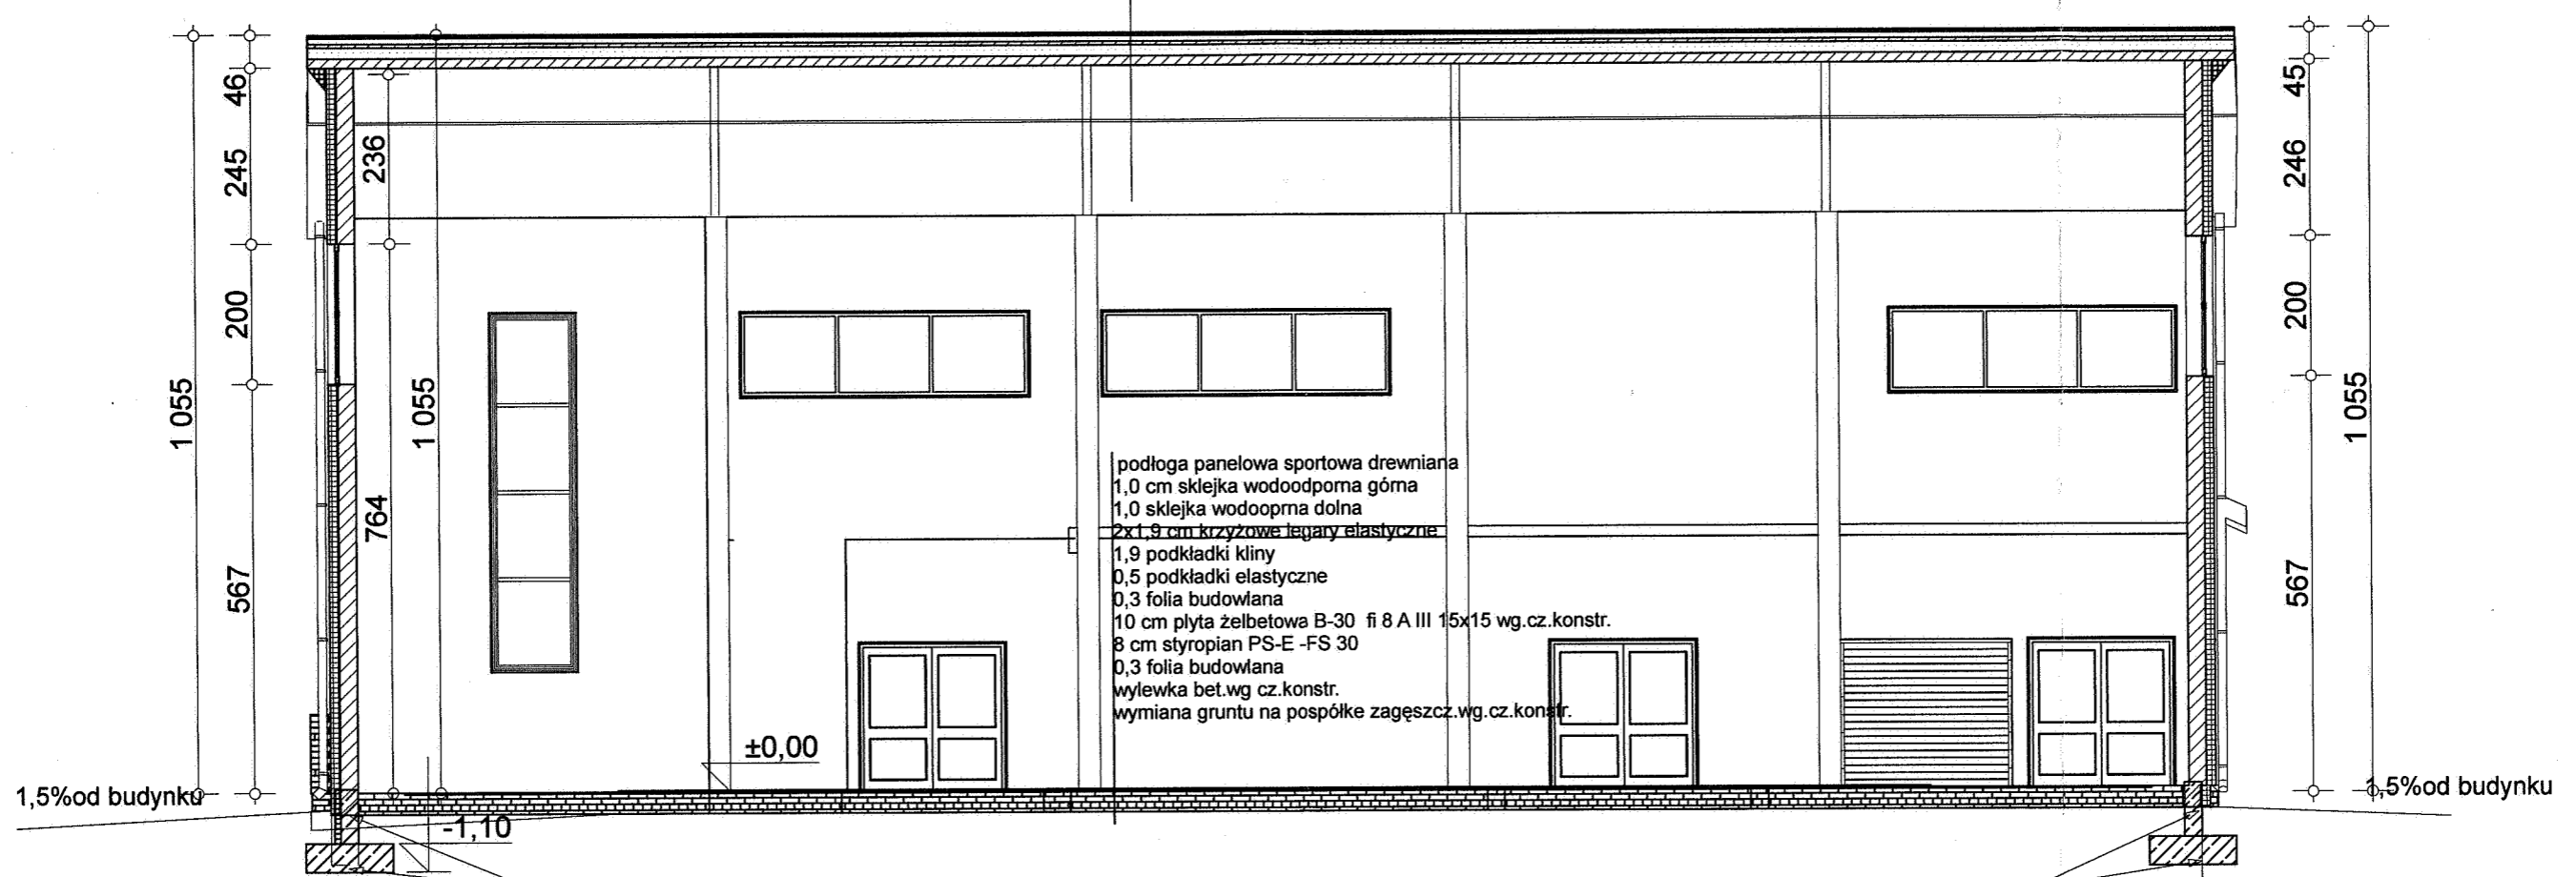 46
245
200
567
1 055
236
764
1 055
podłoga panelowa sportowa drewniana
1,0 cm sklejka wodoodporna górna
1,0 sklejka wodooprna dolna
2x1,9 cm krzyżowe legary elastyczne
1,9 podkładki kliny
0,5 podkładki elastyczne
0,3 folia budowlana
10 cm plyta żelbetowa B-30 fi 8 A III 15x15 wg.cz.konstr.
8 cm styropian PS-E -FS 30
0,3 folia budowlana
wylewka bet.wg cz.konstr.
wymiana gruntu na pospółke zagęszcz.wg.cz.konstr.
±0,00
-1,10
1,5%od budynku
45
246
200
567
1 055
1,5%od budynku